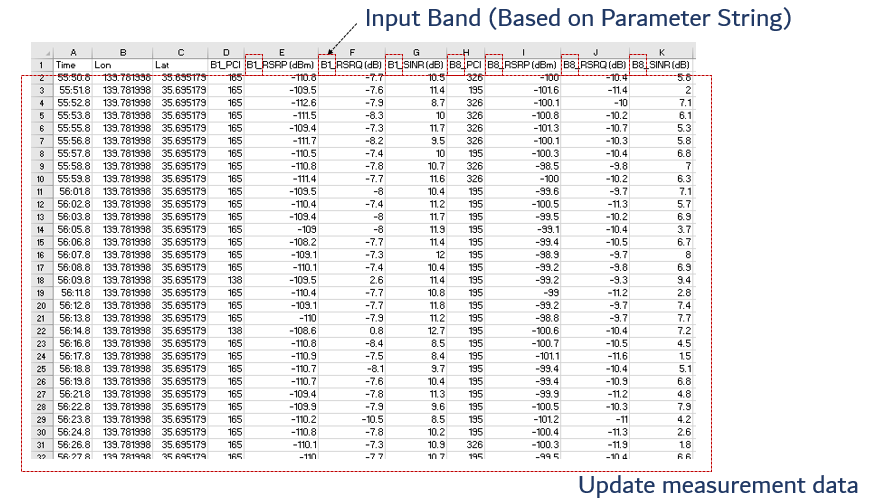 Input Band (Based on Parameter String)
A B C D E F G H I J K
1 Time Lon Lat B1_PCI B1_RSRP (dBm) B1_RSRQ (dB) B1_SINR (dB) B8_PCI B8_RSRP (dBm) B8_RSRQ (dB) B8_SINR (dB)
2 55:50.8 139.781998 35.695179 165 -110.8 -7.7 10.5 326 -100 -10.4 5.8
3 55:51.8 139.781998 35.695179 165 -109.5 -7.6 11.4 195 -101.6 -11.4 2
4 55:52.8 139.781998 35.695179 165 -112.6 -7.9 8.7 326 -100.1 -10 7.1
5 55:53.8 139.781998 35.695179 165 -111.5 -8.3 10 326 -100.8 -10.2 6.1
6 55:55.8 139.781998 35.695179 165 -109.4 -7.3 11.7 326 -101.3 -10.7 5.3
7 55:56.8 139.781998 35.695179 165 -111.7 -8.2 9.5 326 -100.1 -10.3 5.8
8 55:57.8 139.781998 35.695179 165 -110.5 -7.4 10 195 -100.3 -10.4 6.8
9 55:58.8 139.781998 35.695179 165 -110.8 -7.8 10.7 326 -98.5 -9.8 7
10 55:59.8 139.781998 35.695179 165 -111.4 -7.7 11.6 326 -100 -10.2 6.3
11 56:01.8 139.781998 35.695179 165 -109.5 -8 10.4 195 -99.6 -9.7 7.1
12 56:02.8 139.781998 35.695179 165 -110.4 -7.4 11.2 195 -100.5 -11.3 5.7
13 56:03.8 139.781998 35.695179 165 -109.4 -8 11.7 195 -99.5 -10.2 6.9
14 56:05.8 139.781998 35.695179 165 -109 -8 11.9 195 -99.1 -10.4 3.7
15 56:06.8 139.781998 35.695179 165 -108.2 -7.7 11.4 195 -99.4 -10.5 6.7
16 56:07.8 139.781998 35.695179 165 -109.1 -7.3 12 195 -98.9 -9.7 8
17 56:08.8 139.781998 35.695179 165 -110.1 -7.4 10.4 195 -99.2 -9.8 6.9
18 56:09.8 139.781998 35.695179 138 -109.5 2.6 11.4 195 -99.2 -9.3 9.4
19 56:11.8 139.781998 35.695179 165 -110.4 -7.7 10.8 195 -99 -11.2 2.8
20 56:12.8 139.781998 35.695179 165 -109.1 -7.7 11.8 195 -99.2 -9.7 7.4
21 56:13.8 139.781998 35.695179 165 -110 -7.9 11.2 195 -98.8 -9.7 7.7
22 56:14.8 139.781998 35.695179 138 -108.6 0.8 12.7 195 -100.6 -10.4 7.2
23 56:16.8 139.781998 35.695179 165 -110.8 -8.4 8.5 195 -100.7 -10.5 4.5
24 56:17.8 139.781998 35.695179 165 -110.9 -7.5 8.4 195 -101.1 -11.6 1.5
25 56:18.8 139.781998 35.695179 165 -110.7 -8.1 9.7 195 -99.4 -10.4 5.1
26 56:19.8 139.781998 35.695179 165 -110.7 -7.6 10.4 195 -99.4 -10.9 6.8
27 56:21.8 139.781998 35.695179 165 -109.4 -7.8 11.3 195 -99.9 -11.2 4.8
28 56:22.8 139.781998 35.695179 165 -109.9 -7.9 9.6 195 -100.5 -10.3 7.9
29 56:23.8 139.781998 35.695179 165 -110.2 -10.5 8.5 195 -101.2 -11 4.2
30 56:24.8 139.781998 35.695179 165 -110.8 -7.8 10.2 195 -100.4 -11.3 2.6
31 56:26.8 139.781998 35.695179 165 -110.1 -7.3 10.9 326 -100.3 -11.9 1.8
32 56:27.8 139.781998 35.695179 165 -110 -7.7 10.7 195 -99.5 -10.4 6.6
Update measurement data